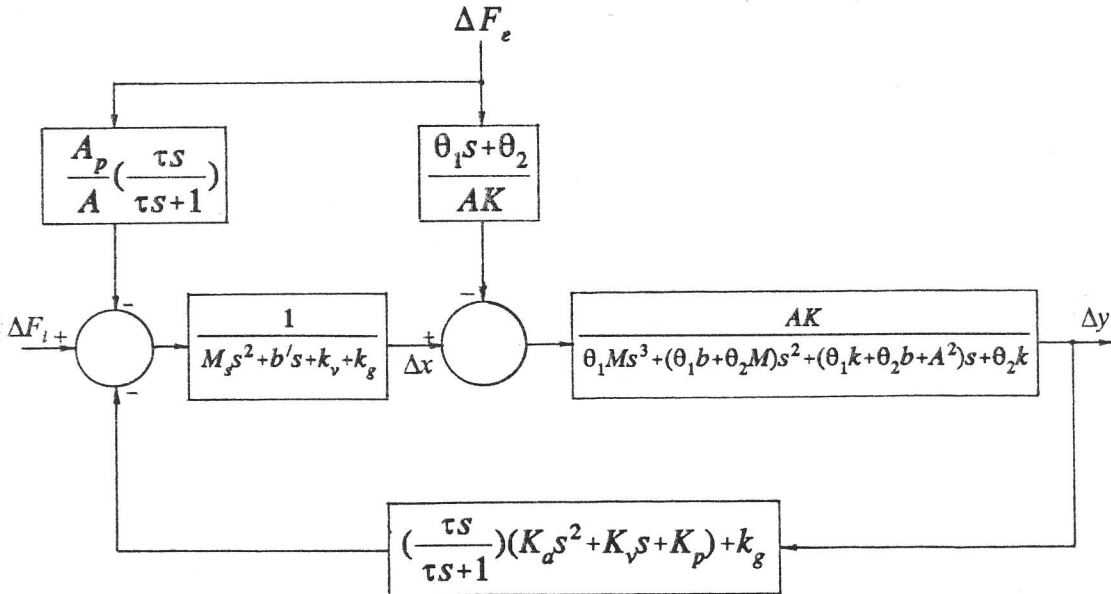 ΔF_e
A_p/A (τs/τs+1)
θ_1s+θ_2/AK
− −
ΔF_i + 1/M_s s^2+b's+k_v+k_g + Δx AK/θ_1Ms^3+(θ_1b+θ_2M)s^2+(θ_1k+θ_2b+A^2)s+θ_2k Δy
−
(τs/τs+1)(K_a s^2+K_v s+K_p)+k_g